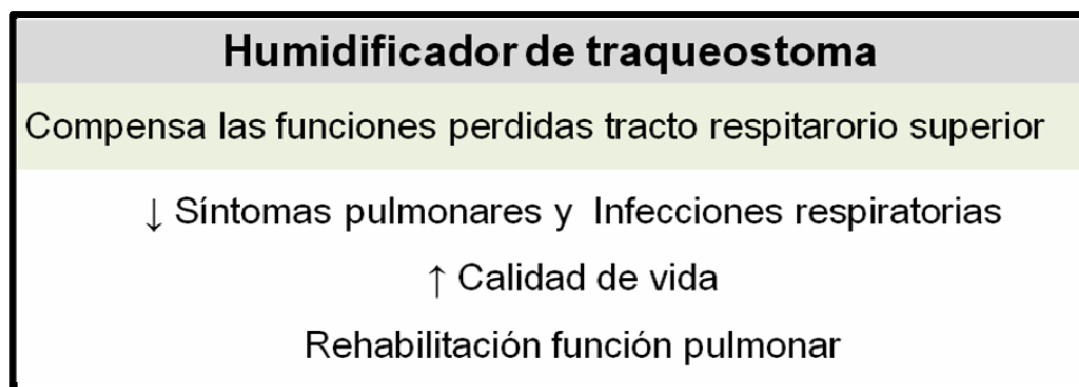 Humidificador de traqueostoma
Compensa las funciones perdidas tracto respitarorio superior
↓ Síntomas pulmonares y Infecciones respiratorias
↑ Calidad de vida
Rehabilitación función pulmonar